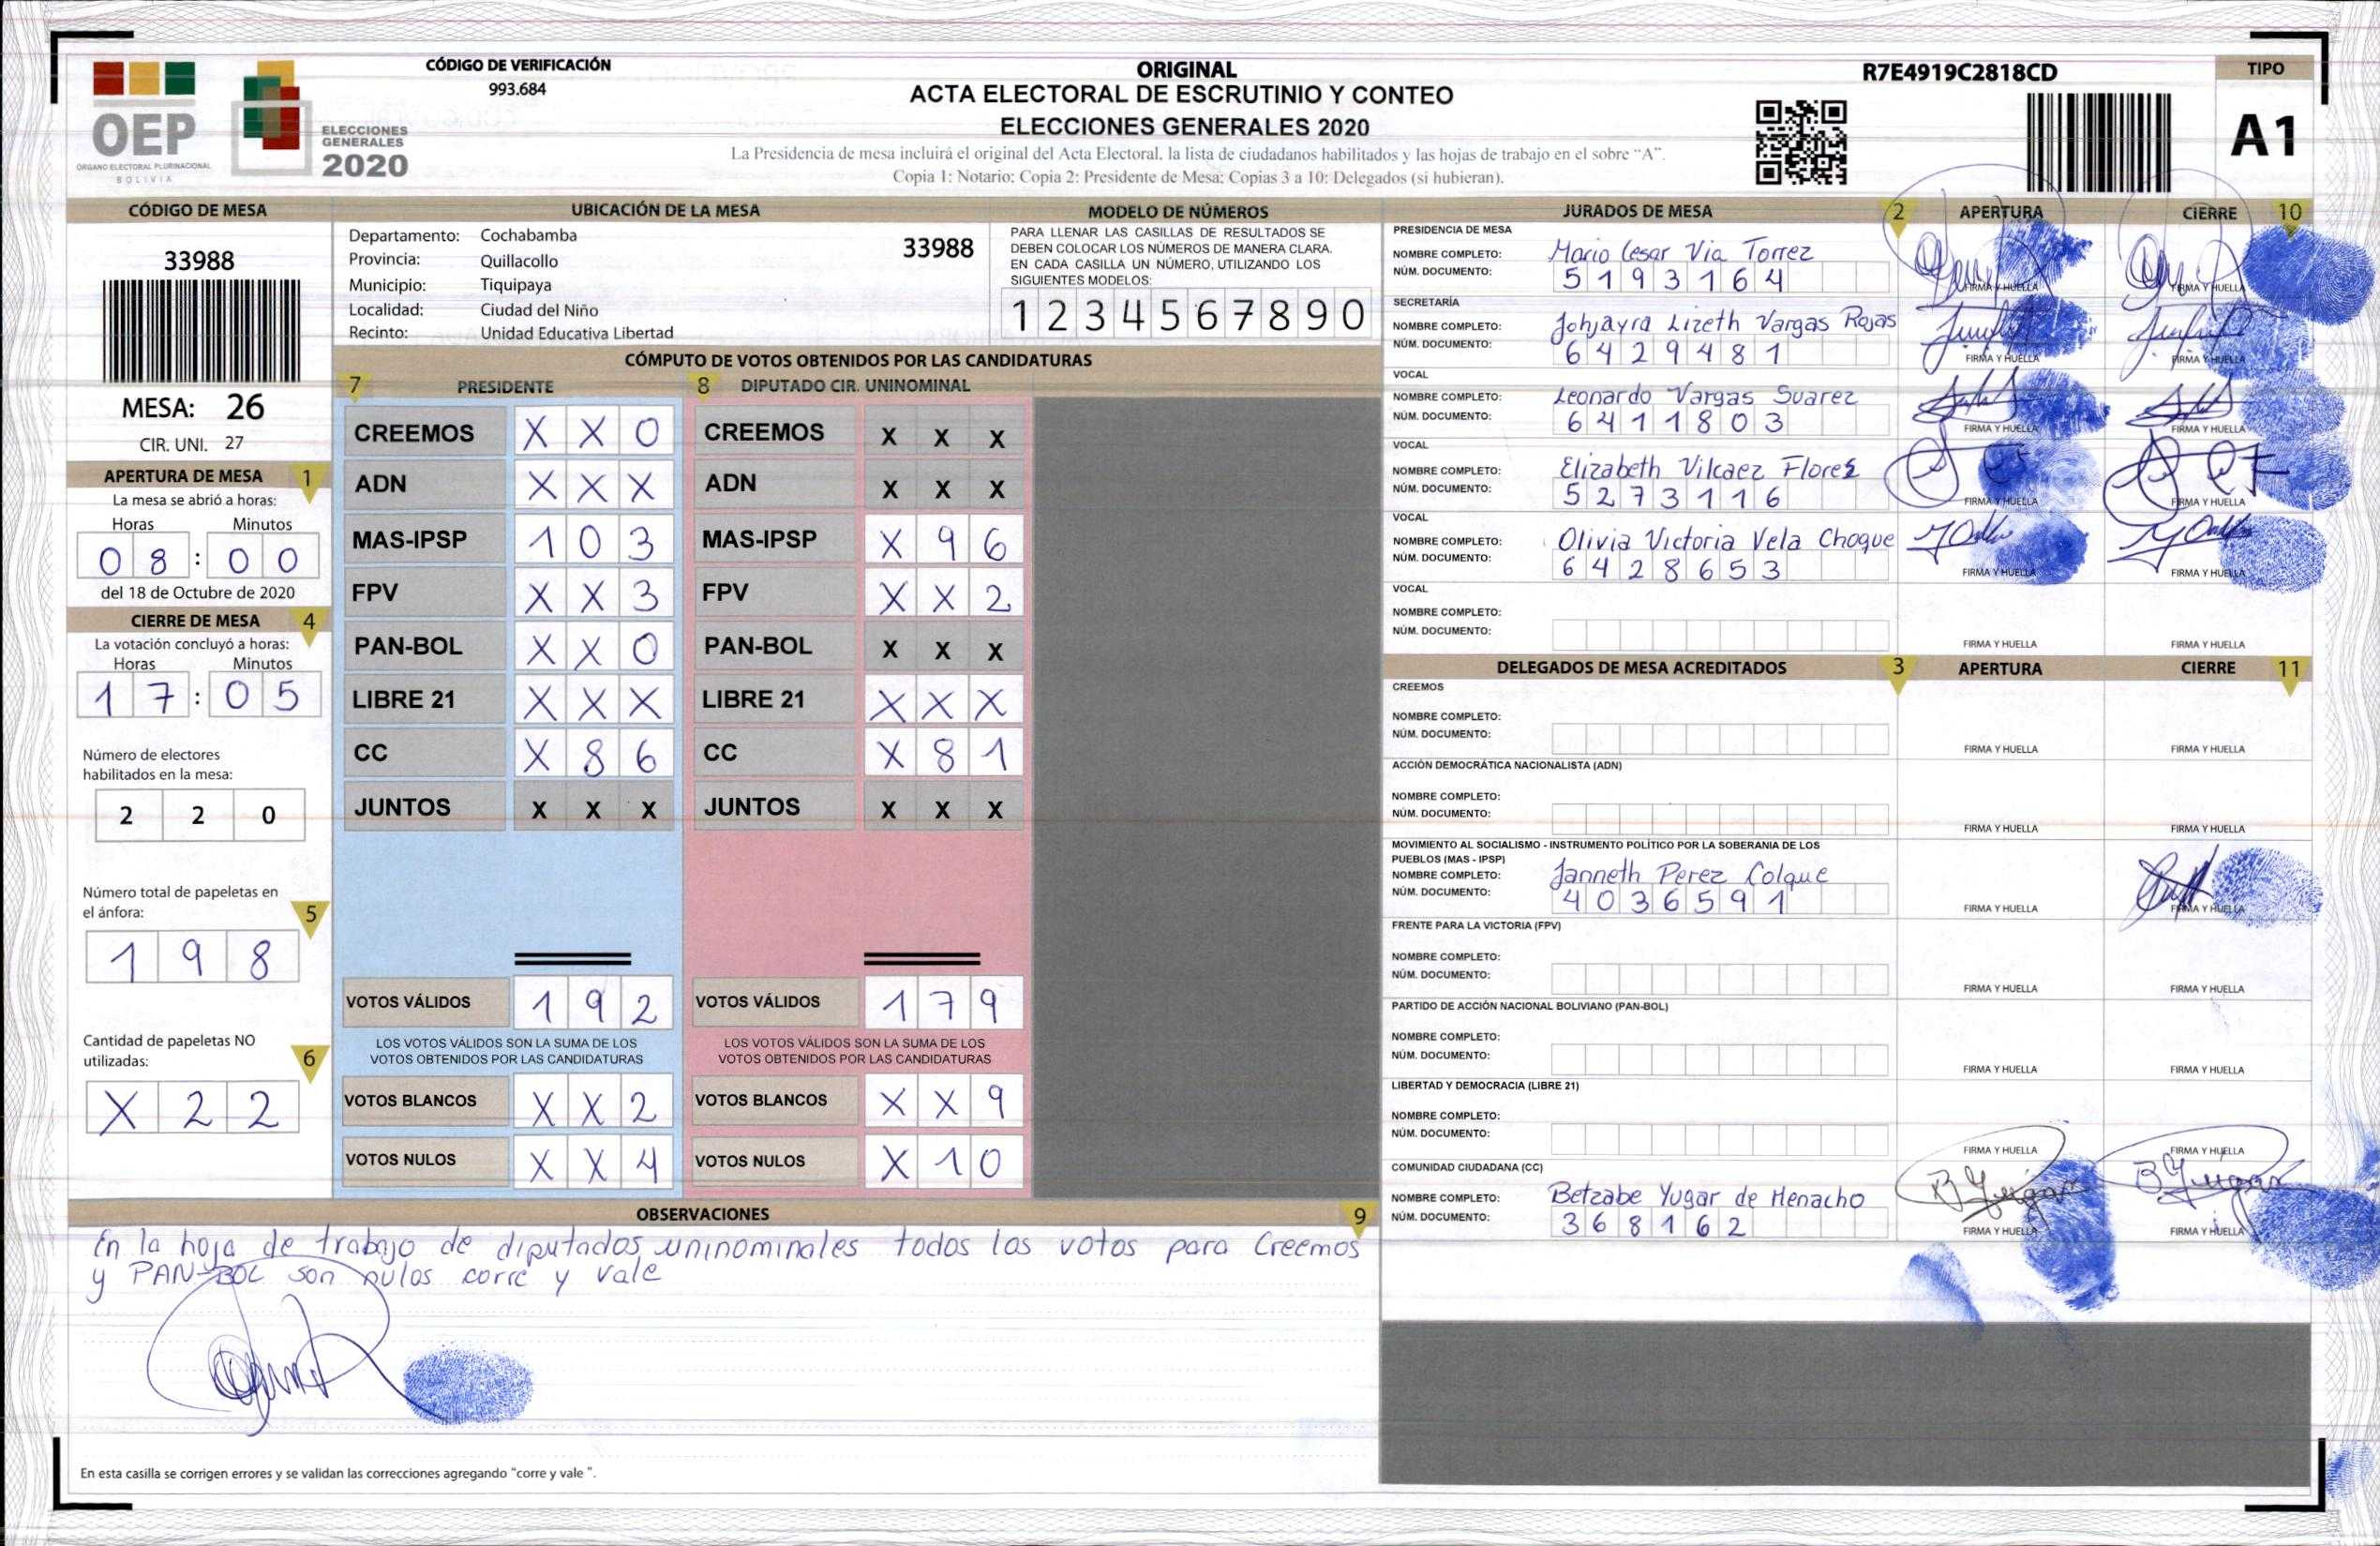 CÓDIGO DE VERIFICACIÓN
993.684
ORIGINAL
ACTA ELECTORAL DE ESCRUTINIO Y CONTEO
ELECCIONES GENERALES 2020
La Presidencia de mesa incluirá el original del Acta Electoral, la lista de ciudadanos habilitados y las hojas de trabajo en el sobre “A”.
Copia 1: Notario; Copia 2: Presidente de Mesa; Copias 3 a 10: Delegados (si hubieran).
R7E4919C2818CD
TIPO
A1
OEP
ORGANO ELECTORAL PLURINACIONAL
BOLIVIA
ELECCIONES
GENERALES
2020
CÓDIGO DE MESA
33988
MESA: 26
CIR. UNI. 27
APERTURA DE MESA 1
La mesa se abrió a horas:
Horas Minutos
0 8 : 0 0
del 18 de Octubre de 2020
CIERRE DE MESA 4
La votación concluyó a horas:
Horas Minutos
1 7 : 0 5
Número de electores
habilitados en la mesa:
2 2 0
Número total de papeletas en
el ánfora: 5
1 9 8
Cantidad de papeletas NO
utilizadas: 6
X 2 2
UBICACIÓN DE LA MESA
Departamento: Cochabamba 33988
Provincia: Quillacollo
Municipio: Tiquipaya
Localidad: Ciudad del Niño
Recinto: Unidad Educativa Libertad
MODELO DE NÚMEROS
PARA LLENAR LAS CASILLAS DE RESULTADOS SE
DEBEN COLOCAR LOS NÚMEROS DE MANERA CLARA.
EN CADA CASILLA UN NÚMERO, UTILIZANDO LOS
SIGUIENTES MODELOS:
1 2 3 4 5 6 7 8 9 0
CÓMPUTO DE VOTOS OBTENIDOS POR LAS CANDIDATURAS
7 PRESIDENTE 8 DIPUTADO CIR. UNINOMINAL
CREEMOS X X 0 CREEMOS X X X
ADN X X X ADN X X X
MAS-IPSP 1 0 3 MAS-IPSP X 9 6
FPV X X 3 FPV X X 2
PAN-BOL X X 0 PAN-BOL X X X
LIBRE 21 X X X LIBRE 21 X X X
CC X 8 6 CC X 8 1
JUNTOS X X X JUNTOS X X X
VOTOS VÁLIDOS 1 9 2 VOTOS VÁLIDOS 1 7 9
LOS VOTOS VÁLIDOS SON LA SUMA DE LOS LOS VOTOS VÁLIDOS SON LA SUMA DE LOS
VOTOS OBTENIDOS POR LAS CANDIDATURAS VOTOS OBTENIDOS POR LAS CANDIDATURAS
VOTOS BLANCOS X X 2 VOTOS BLANCOS X X 9
VOTOS NULOS X X 4 VOTOS NULOS X 1 0
OBSERVACIONES 9
En la hoja de trabajo de diputados uninominales todos los votos para Creemos
y PAN-BOL son nulos corre y vale
En esta casilla se corrigen errores y se validan las correcciones agregando “corre y vale ”.
JURADOS DE MESA 2 APERTURA CIERRE 10
PRESIDENCIA DE MESA
NOMBRE COMPLETO: Mario Cesar Via Torrez
NÚM. DOCUMENTO: 5 1 9 3 1 6 4 FIRMA Y HUELLA FIRMA Y HUELLA
SECRETARÍA
NOMBRE COMPLETO: Johjayra Lizeth Vargas Rojas
NÚM. DOCUMENTO: 6 4 2 9 4 8 1 FIRMA Y HUELLA FIRMA Y HUELLA
VOCAL
NOMBRE COMPLETO: Leonardo Vargas Suarez
NÚM. DOCUMENTO: 6 4 1 1 8 0 3 FIRMA Y HUELLA FIRMA Y HUELLA
VOCAL
NOMBRE COMPLETO: Elizabeth Vilcaez Florez
NÚM. DOCUMENTO: 5 2 7 3 1 1 6 FIRMA Y HUELLA FIRMA Y HUELLA
VOCAL
NOMBRE COMPLETO: Olivia Victoria Vela Choque
NÚM. DOCUMENTO: 6 4 2 8 6 5 3 FIRMA Y HUELLA FIRMA Y HUELLA
VOCAL
NOMBRE COMPLETO:
NÚM. DOCUMENTO: FIRMA Y HUELLA FIRMA Y HUELLA
DELEGADOS DE MESA ACREDITADOS 3 APERTURA CIERRE 11
CREEMOS
NOMBRE COMPLETO:
NÚM. DOCUMENTO: FIRMA Y HUELLA FIRMA Y HUELLA
ACCIÓN DEMOCRÁTICA NACIONALISTA (ADN)
NOMBRE COMPLETO:
NÚM. DOCUMENTO: FIRMA Y HUELLA FIRMA Y HUELLA
MOVIMIENTO AL SOCIALISMO - INSTRUMENTO POLÍTICO POR LA SOBERANIA DE LOS
PUEBLOS (MAS - IPSP)
NOMBRE COMPLETO: Janneth Perez Colque
NÚM. DOCUMENTO: 4 0 3 6 5 9 1 FIRMA Y HUELLA FIRMA Y HUELLA
FRENTE PARA LA VICTORIA (FPV)
NOMBRE COMPLETO:
NÚM. DOCUMENTO: FIRMA Y HUELLA FIRMA Y HUELLA
PARTIDO DE ACCIÓN NACIONAL BOLIVIANO (PAN-BOL)
NOMBRE COMPLETO:
NÚM. DOCUMENTO: FIRMA Y HUELLA FIRMA Y HUELLA
LIBERTAD Y DEMOCRACIA (LIBRE 21)
NOMBRE COMPLETO:
NÚM. DOCUMENTO: FIRMA Y HUELLA FIRMA Y HUELLA
COMUNIDAD CIUDADANA (CC)
NOMBRE COMPLETO: Betzabe Yugar de Menacho
NÚM. DOCUMENTO: 3 6 8 1 6 2 FIRMA Y HUELLA FIRMA Y HUELLA